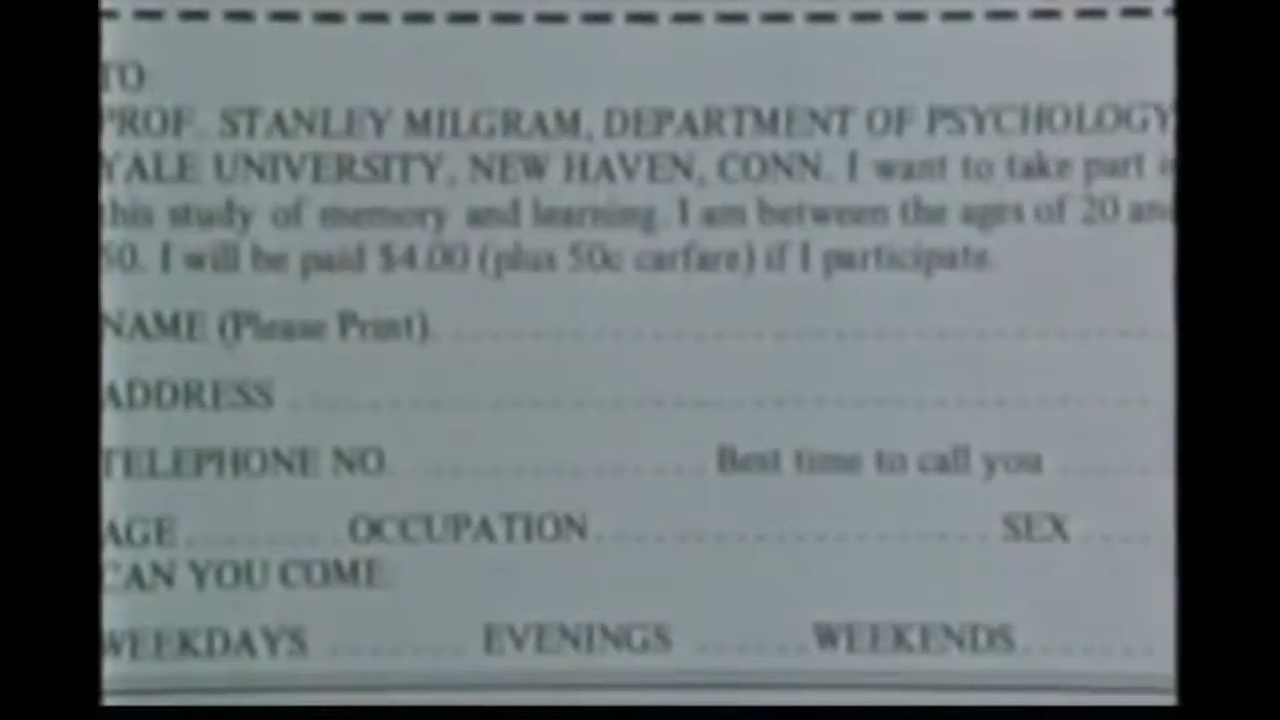 TO
PROF. STANLEY MILGRAM, DEPARTMENT OF PSYCHOLOGY
YALE UNIVERSITY, NEW HAVEN, CONN. I want to take part in
this study of memory and learning. I am between the ages of 20 and
50. I will be paid $4.00 (plus 50c carfare) if I participate.
NAME (Please Print)
ADDRESS
TELEPHONE NO. Best time to call you
AGE OCCUPATION SEX
CAN YOU COME:
WEEKDAYS EVENINGS WEEKENDS